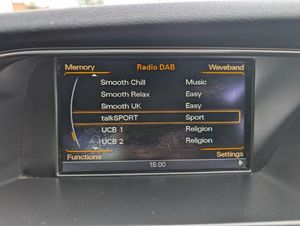 Memory Radio DAB Waveband
Smooth Chill Music
Smooth Relax Easy
Smooth UK Easy
talkSPORT Sport
UCB 1 Religion
UCB 2 Religion
Functions Settings
15:00